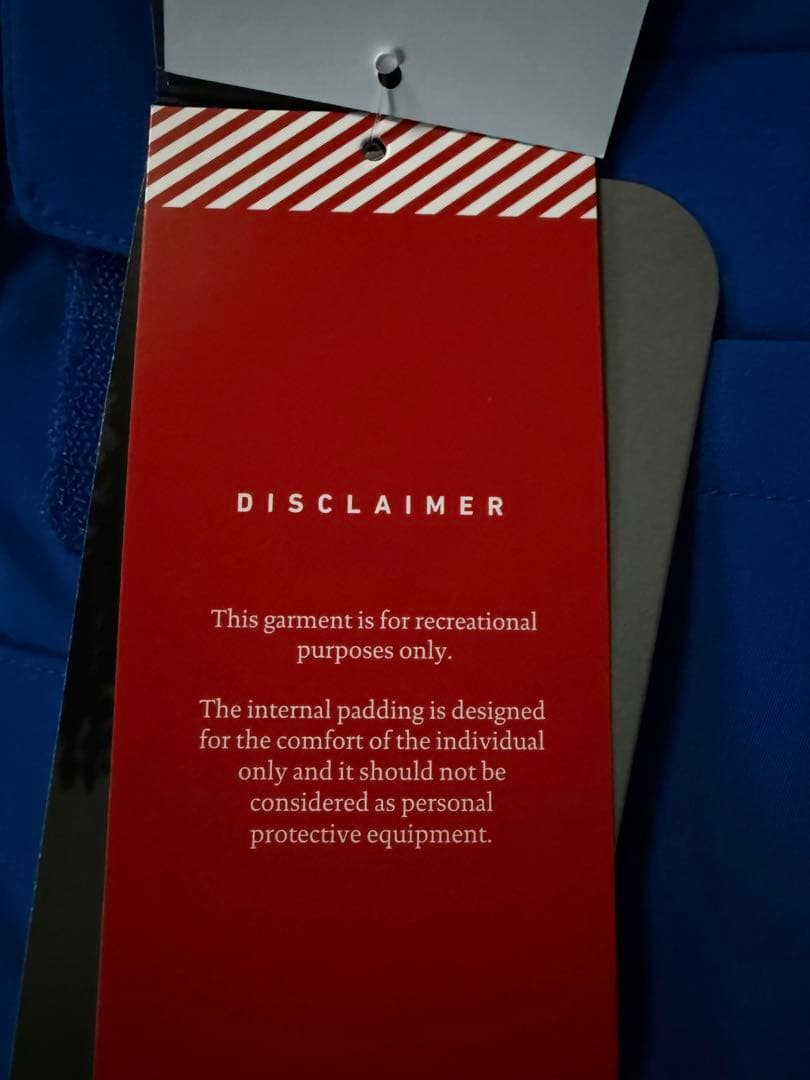 DISCLAIMER
This garment is for recreational
purposes only.
The internal padding is designed
for the comfort of the individual
only and it should not be
considered as personal
protective equipment.